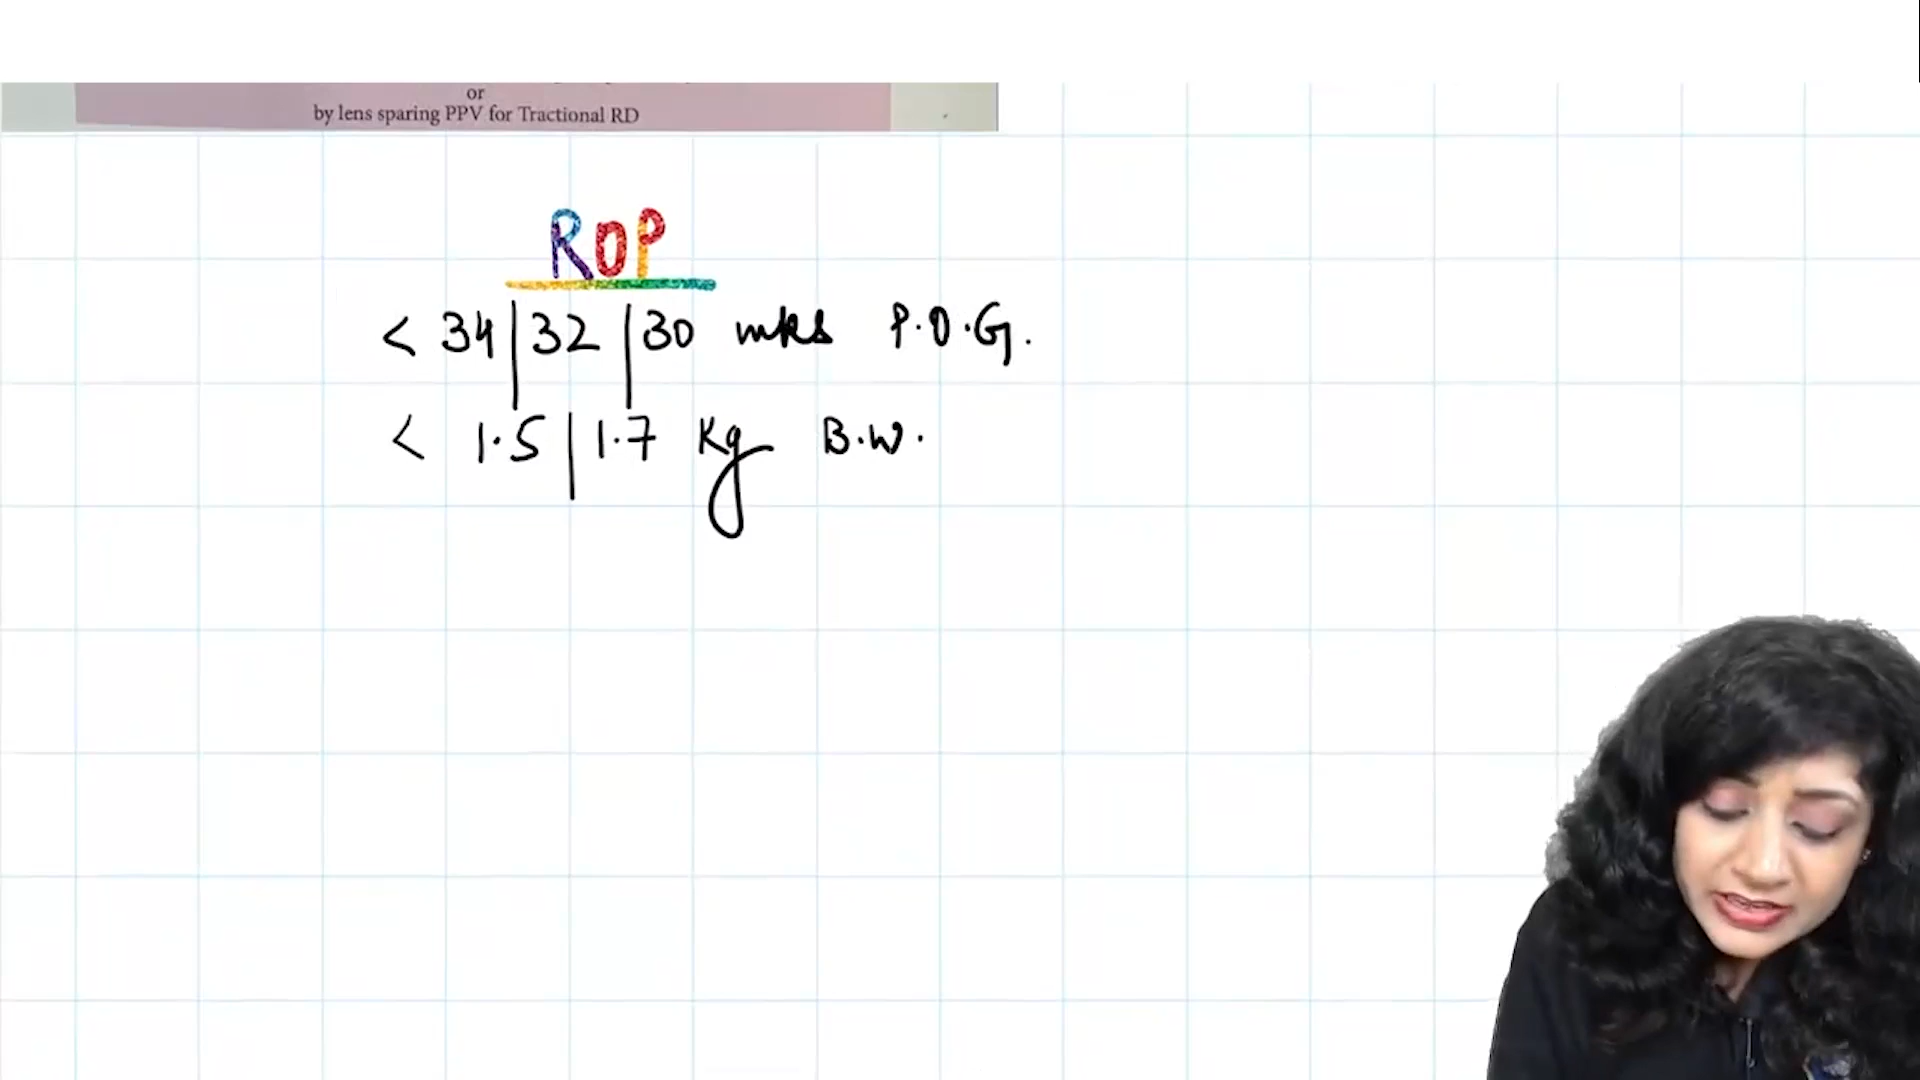 or
by lens sparing PPV for Tractional RD
ROP
< 34 | 32 | 30 wks P.O.G.
< 1.5 | 1.7 Kg B.W.